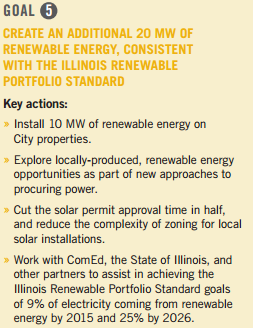 GOAL 5
CREATE AN ADDITIONAL 20 MW OF
RENEWABLE ENERGY, CONSISTENT
WITH THE ILLINOIS RENEWABLE
PORTFOLIO STANDARD
Key actions:
» Install 10 MW of renewable energy on
City properties.
» Explore locally-produced, renewable energy
opportunities as part of new approaches to
procuring power.
» Cut the solar permit approval time in half,
and reduce the complexity of zoning for local
solar installations.
» Work with ComEd, the State of Illinois, and
other partners to assist in achieving the
Illinois Renewable Portfolio Standard goals
of 9% of electricity coming from renewable
energy by 2015 and 25% by 2026.